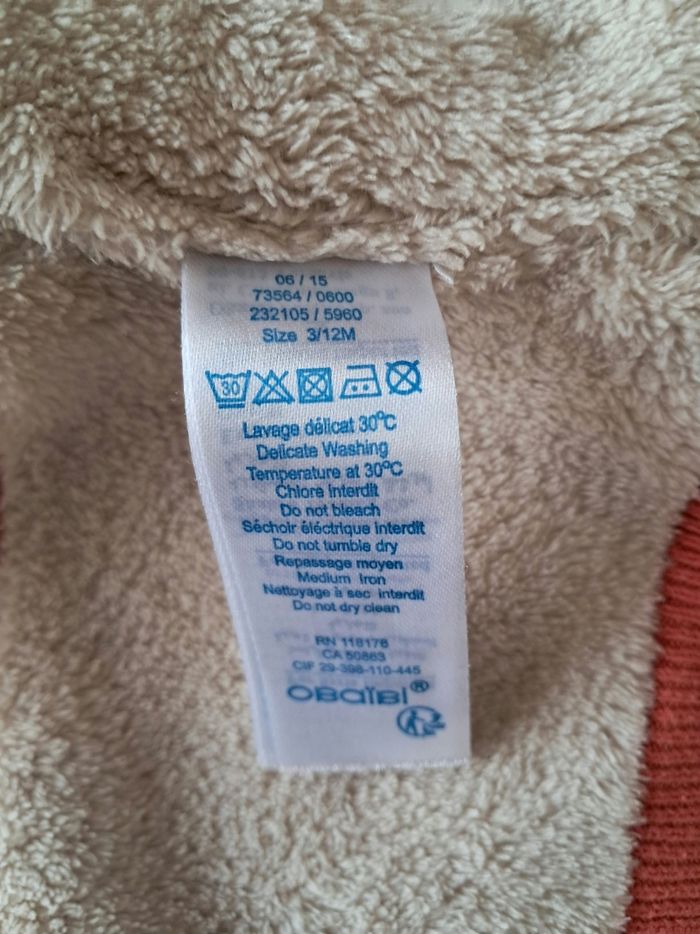 06 / 15
73564 / 0600
232105 / 5960
Size 3/12M
30
Lavage délicat 30°C
Delicate Washing
Temperature at 30°C
Chlore interdit
Do not bleach
Séchoir éléctrique interdit
Do not tumble dry
Repassage moyen
Medium Iron
Nettoyage à sec interdit
Do not dry clean
RN 118176
CA 50863
CIF 29-398-110-445
OBaïBI®